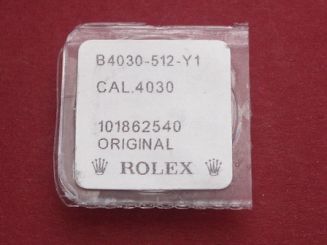 B4030-512-Y1
CAL.4030
101862540
ORIGINAL
ROLEX